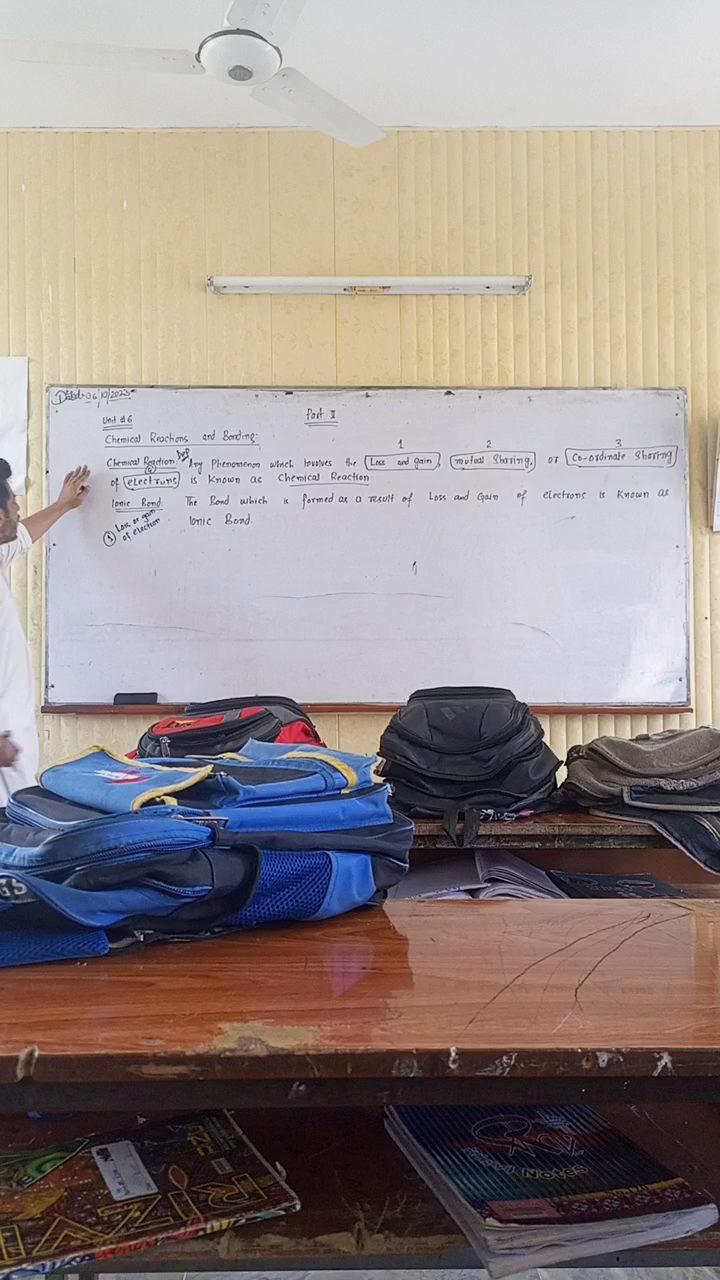 Dated:- 06/10/2023
Unit #6
Part II
Chemical Reactions and Bonding:-
1 2 3
Chemical Reaction: Any Phenomenon which Involves the Loss and gain, mutual Sharing, or Co-ordinate Sharing
of electrons is Known as Chemical Reaction
Ionic Bond. The Bond which is formed as a result of Loss and Gain of electrons is Known as
Ionic Bond.
Loss or gain
of electron
RIZVI
NOTES